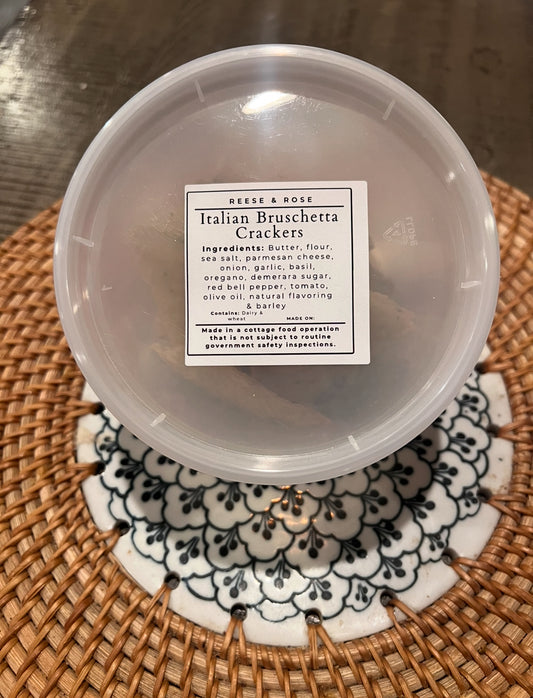 REESE & ROSE
Italian Bruschetta
Crackers
Ingredients: Butter, flour,
sea salt, parmesan cheese,
onion, garlic, basil,
oregano, demerara sugar,
red bell pepper, tomato,
olive oil, natural flavoring
& barley
Contains: Dairy &
wheat
MADE ON:
Made in a cottage food operation
that is not subject to routine
government safety inspections.